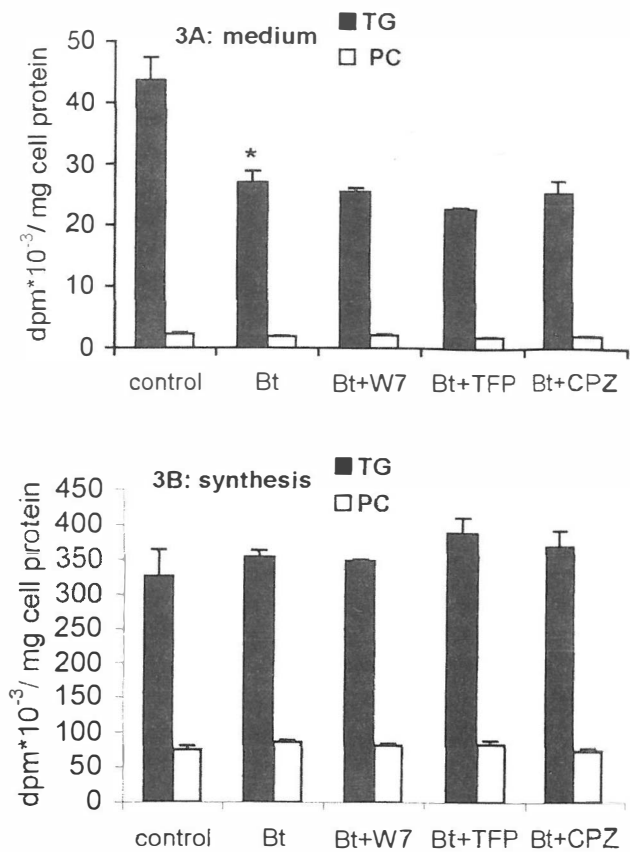 3A: medium
TG
PC
dpm*10⁻³/ mg cell protein
50
40
30
20
10
0
*
control Bt Bt+W7 Bt+TFP Bt+CPZ
3B: synthesis
TG
PC
dpm*10⁻³/ mg cell protein
450
400
350
300
250
200
150
100
50
0
control Bt Bt+W7 Bt+TFP Bt+CPZ